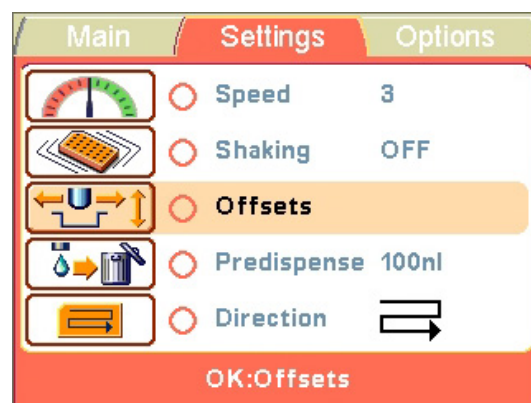 Main Settings Options
Speed 3
Shaking OFF
Offsets
Predispense 100nl
Direction
OK:Offsets